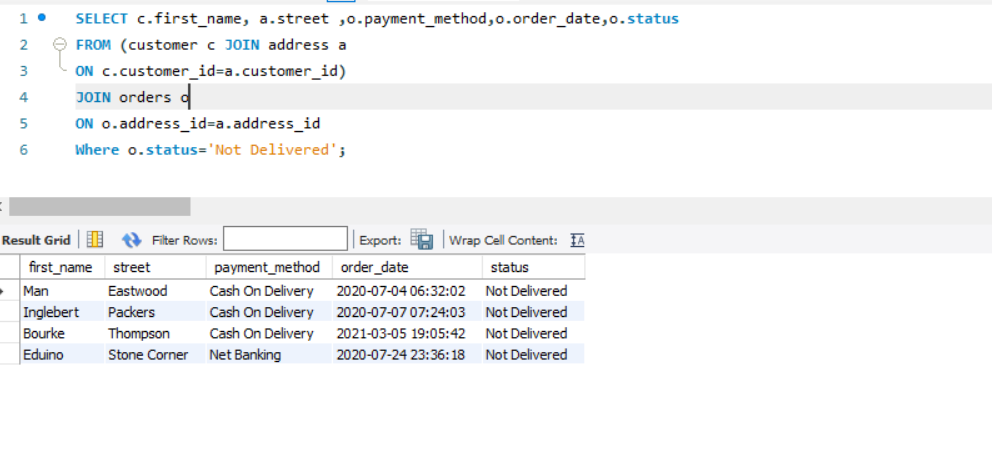 1 SELECT c.first_name, a.street ,o.payment_method,o.order_date,o.status
2 FROM (customer c JOIN address a
3 ON c.customer_id=a.customer_id)
4 JOIN orders o
5 ON o.address_id=a.address_id
6 Where o.status='Not Delivered';
Result Grid Filter Rows: Export: Wrap Cell Content:
first_name street payment_method order_date status
Man Eastwood Cash On Delivery 2020-07-04 06:32:02 Not Delivered
Inglebert Packers Cash On Delivery 2020-07-07 07:24:03 Not Delivered
Bourke Thompson Cash On Delivery 2021-03-05 19:05:42 Not Delivered
Eduino Stone Corner Net Banking 2020-07-24 23:36:18 Not Delivered